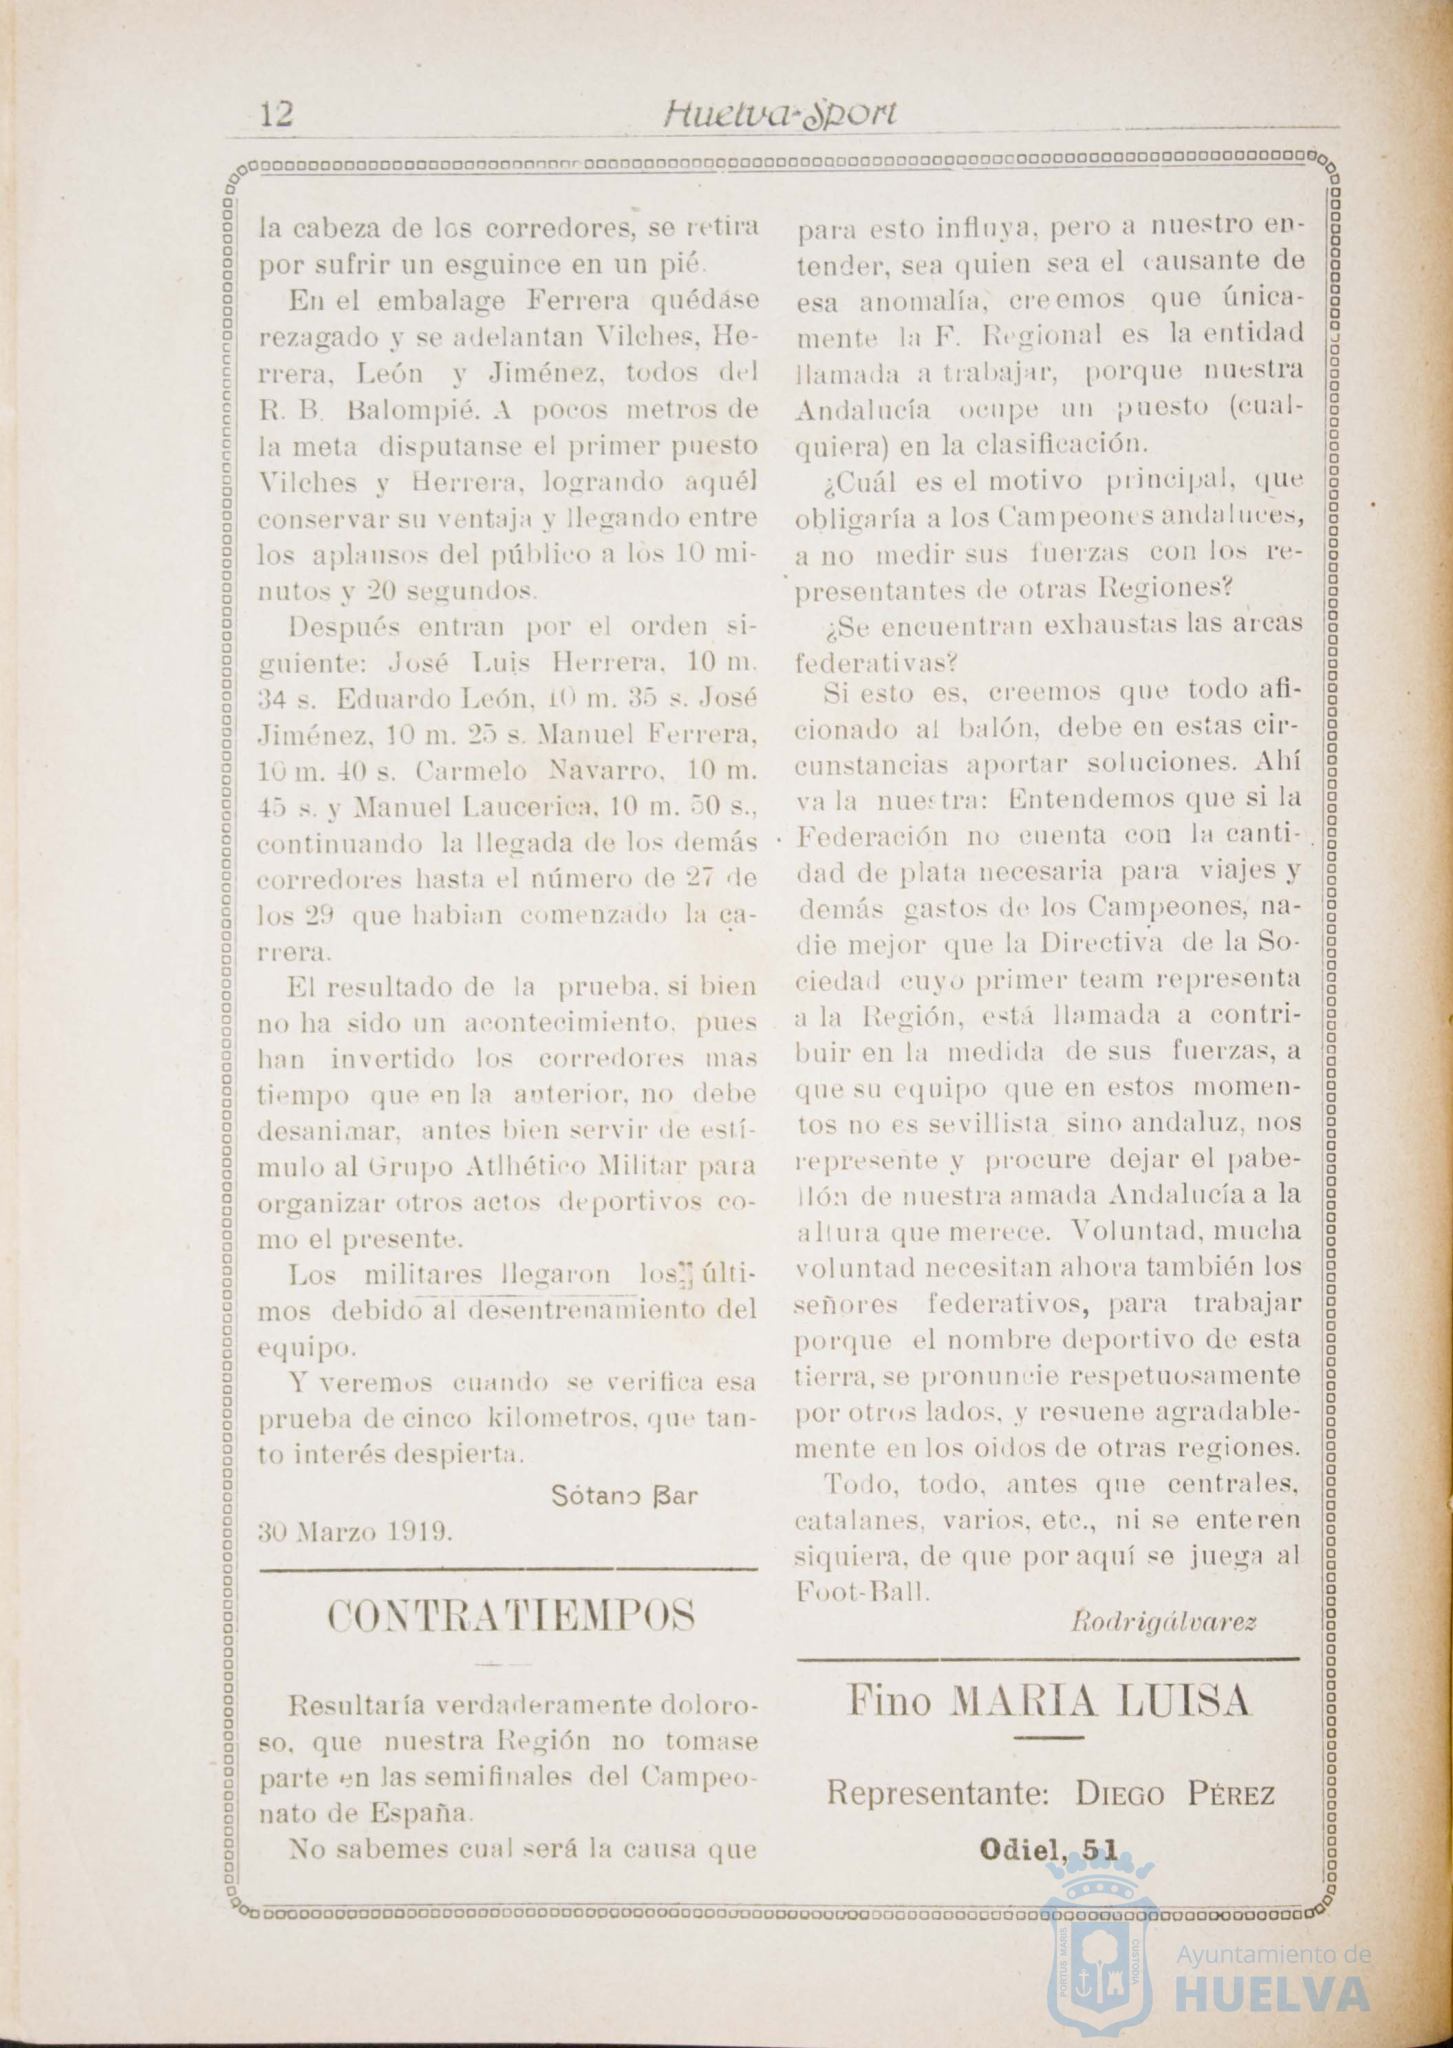 12
Huelva-Sport
la cabeza de los corredores, se retira
por sufrir un esguince en un pié.
En el embalage Ferrera quédase
rezagado y se adelantan Vilches, He-
rrera, León y Jiménez, todos del
R. B. Balompié. A pocos metros de
la meta disputanse el primer puesto
Vilches y Herrera, logrando aquél
conservar su ventaja y llegando entre
los aplausos del público a los 10 mi-
nutos y 20 segundos.
Después entran por el orden si-
guiente: José Luis Herrera, 10 m.
34 s. Eduardo León, 10 m. 35 s. José
Jiménez, 10 m. 25 s. Manuel Ferrera,
10 m. 40 s. Carmelo Navarro, 10 m.
45 s. y Manuel Laucerica, 10 m. 50 s.,
continuando la llegada de los demás
corredores hasta el número de 27 de
los 29 que habian comenzado la ca-
rrera.
El resultado de la prueba, si bien
no ha sido un acontecimiento, pues
han invertido los corredores mas
tiempo que en la anterior, no debe
desanimar, antes bien servir de estí-
mulo al Grupo Atlhético Militar para
organizar otros actos deportivos co-
mo el presente.
Los militares llegaron los últi-
mos debido al desentrenamiento del
equipo.
Y veremos cuando se verifica esa
prueba de cinco kilometros, que tan-
to interés despierta.
Sótano Bar
30 Marzo 1919.
CONTRATIEMPOS
Resultaría verdaderamente doloro-
so, que nuestra Región no tomase
parte en las semifinales del Campeo-
nato de España.
No sabemes cual será la causa que
para esto influya, pero a nuestro en-
tender, sea quien sea el causante de
esa anomalía, creemos que única-
mente la F. Regional es la entidad
llamada a trabajar, porque nuestra
Andalucía ocupe un puesto (cual-
quiera) en la clasificación.
¿Cuál es el motivo principal, que
obligaría a los Campeones andaluces,
a no medir sus fuerzas con los re-
presentantes de otras Regiones?
¿Se encuentran exhaustas las arcas
federativas?
Si esto es, creemos que todo afi-
cionado al balón, debe en estas cir-
cunstancias aportar soluciones. Ahí
va la nuestra: Entendemos que si la
Federación no cuenta con la canti-
dad de plata necesaria para viajes y
demás gastos de los Campeones, na-
die mejor que la Directiva de la So-
ciedad cuyo primer team representa
a la Región, está llamada a contri-
buir en la medida de sus fuerzas, a
que su equipo que en estos momen-
tos no es sevillista sino andaluz, nos
represente y procure dejar el pabe-
llón de nuestra amada Andalucía a la
altura que merece. Voluntad, mucha
voluntad necesitan ahora también los
señores federativos, para trabajar
porque el nombre deportivo de esta
tierra, se pronuncie respetuosamente
por otros lados, y resuene agradable-
mente en los oidos de otras regiones.
Todo, todo, antes que centrales,
catalanes, varios, etc., ni se enteren
siquiera, de que por aquí se juega al
Foot-Ball.
Rodrigálvarez
Fino MARIA LUISA
Representante: DIEGO PÉREZ
Odiel, 51
PORTUS MARIS
CUSTODIA
Ayuntamiento de
HUELVA